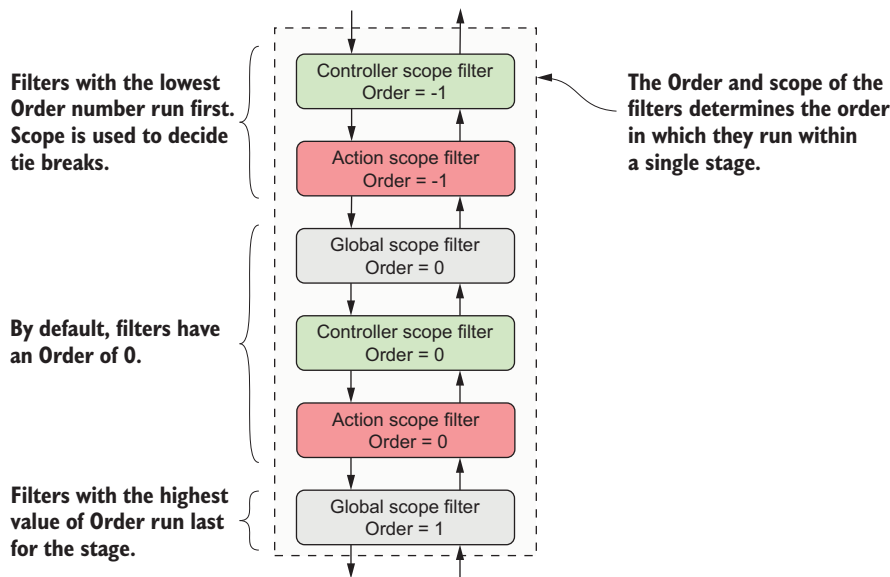 Filters with the lowest
Order number run first.
Scope is used to decide
tie breaks.
Controller scope filter
Order = -1
Action scope filter
Order = -1
The Order and scope of the
filters determines the order
in which they run within
a single stage.
By default, filters have
an Order of 0.
Global scope filter
Order = 0
Controller scope filter
Order = 0
Action scope filter
Order = 0
Filters with the highest
value of Order run last
for the stage.
Global scope filter
Order = 1